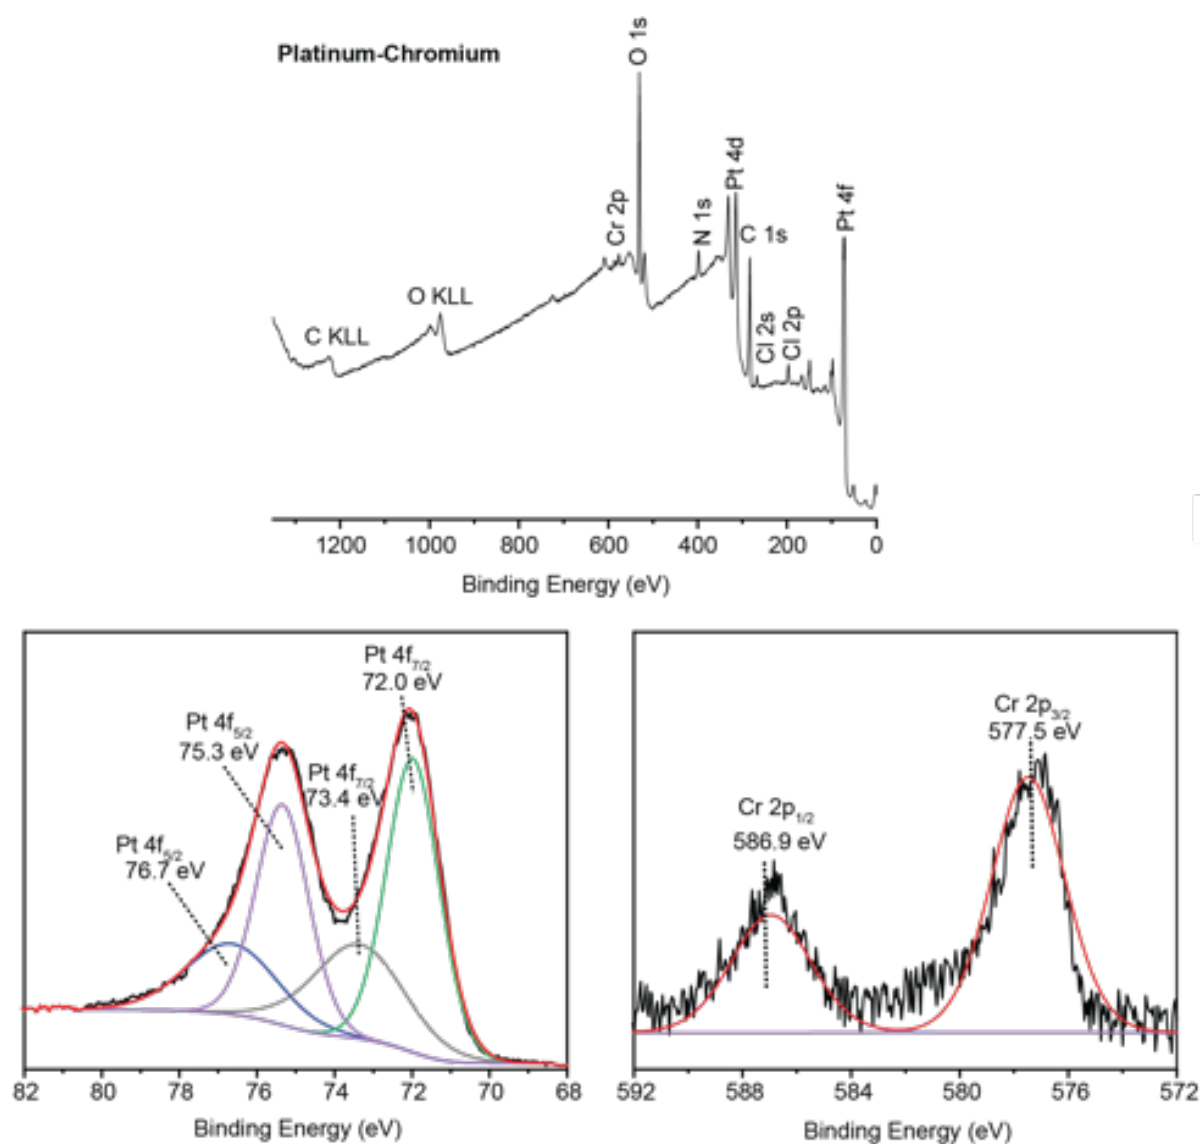 Platinum-Chromium
O 1s
Cr 2p
N 1s
Pt 4d
C 1s
Pt 4f
O KLL
C KLL
Cl 2s
Cl 2p
1200 1000 800 600 400 200 0
Binding Energy (eV)
Pt 4f7/2
72.0 eV
Pt 4f5/2
75.3 eV
Pt 4f7/2
73.4 eV
Pt 4f5/2
76.7 eV
82 80 78 76 74 72 70 68
Binding Energy (eV)
Cr 2p3/2
577.5 eV
Cr 2p1/2
586.9 eV
592 588 584 580 576 572
Binding Energy (eV)